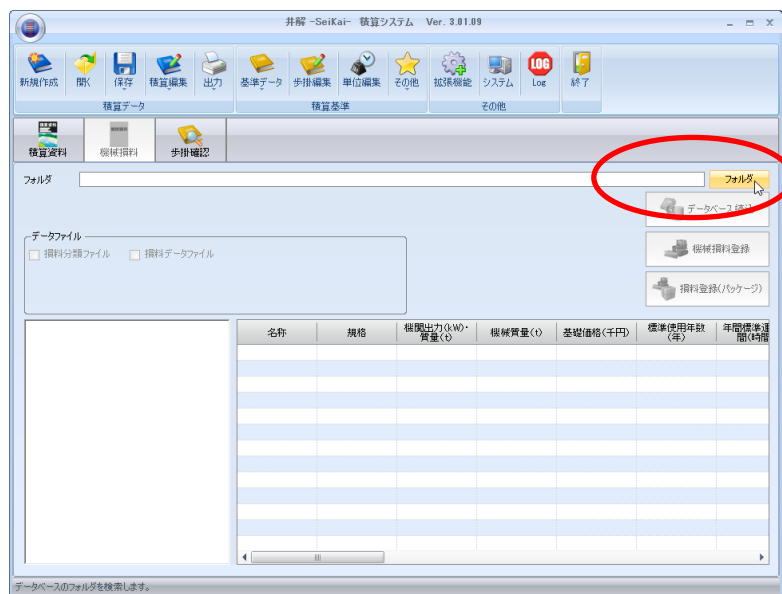 井解 -SeiKai- 積算システム Ver. 3.01.09
新規作成 開く 保存 積算編集 出力 基準データ 歩掛編集 単位編集 その他 拡張機能 システム LOG Log 終了
積算データ 積算基準 その他
積算資料 機械損料 歩掛確認
フォルダ フォルダ
データベース
データファイル
損料分類ファイル 損料データファイル
機械損料登録
損料登録(パッケージ)
名称 規格 機関出力(kW)・質量(t) 機械質量(t) 基礎価格(千円) 標準使用年数(年) 年間標準運
間(時間
データベースのフォルダを検索します。